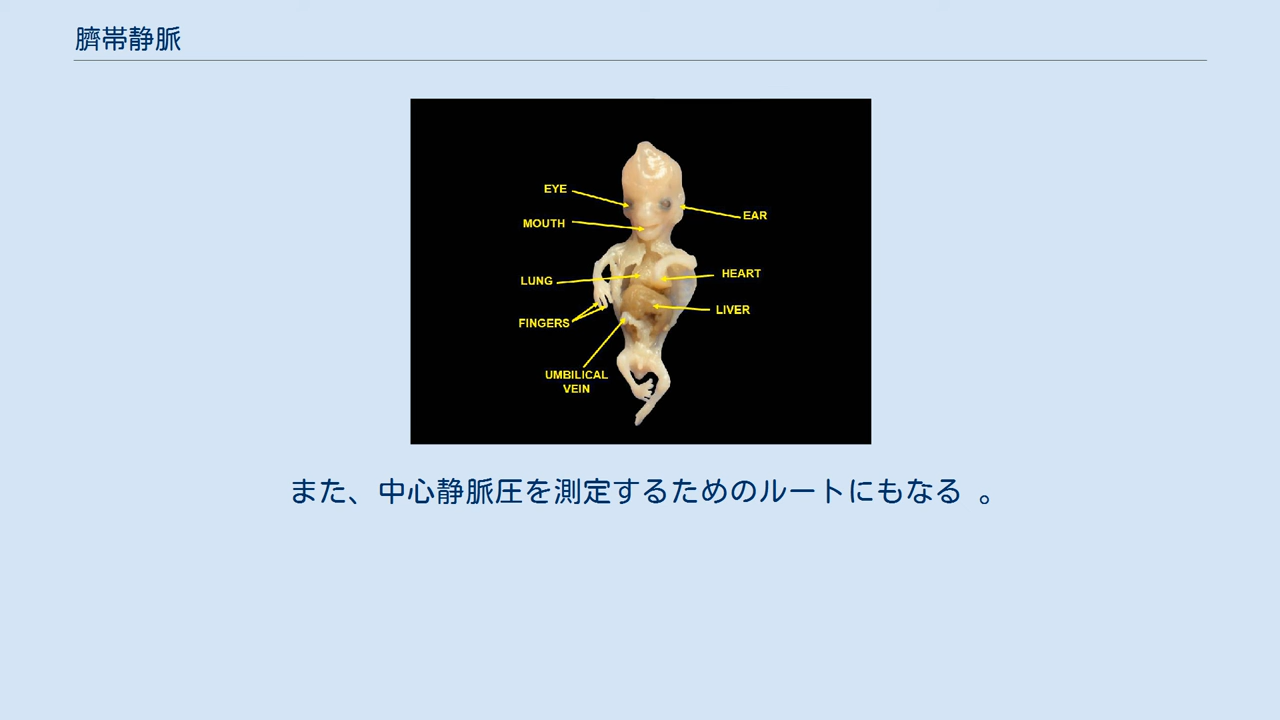 臍帯静脈
EYE
EAR
MOUTH
LUNG
HEART
LIVER
FINGERS
UMBILICAL
VEIN
また、中心静脈圧を測定するためのルートにもなる 。